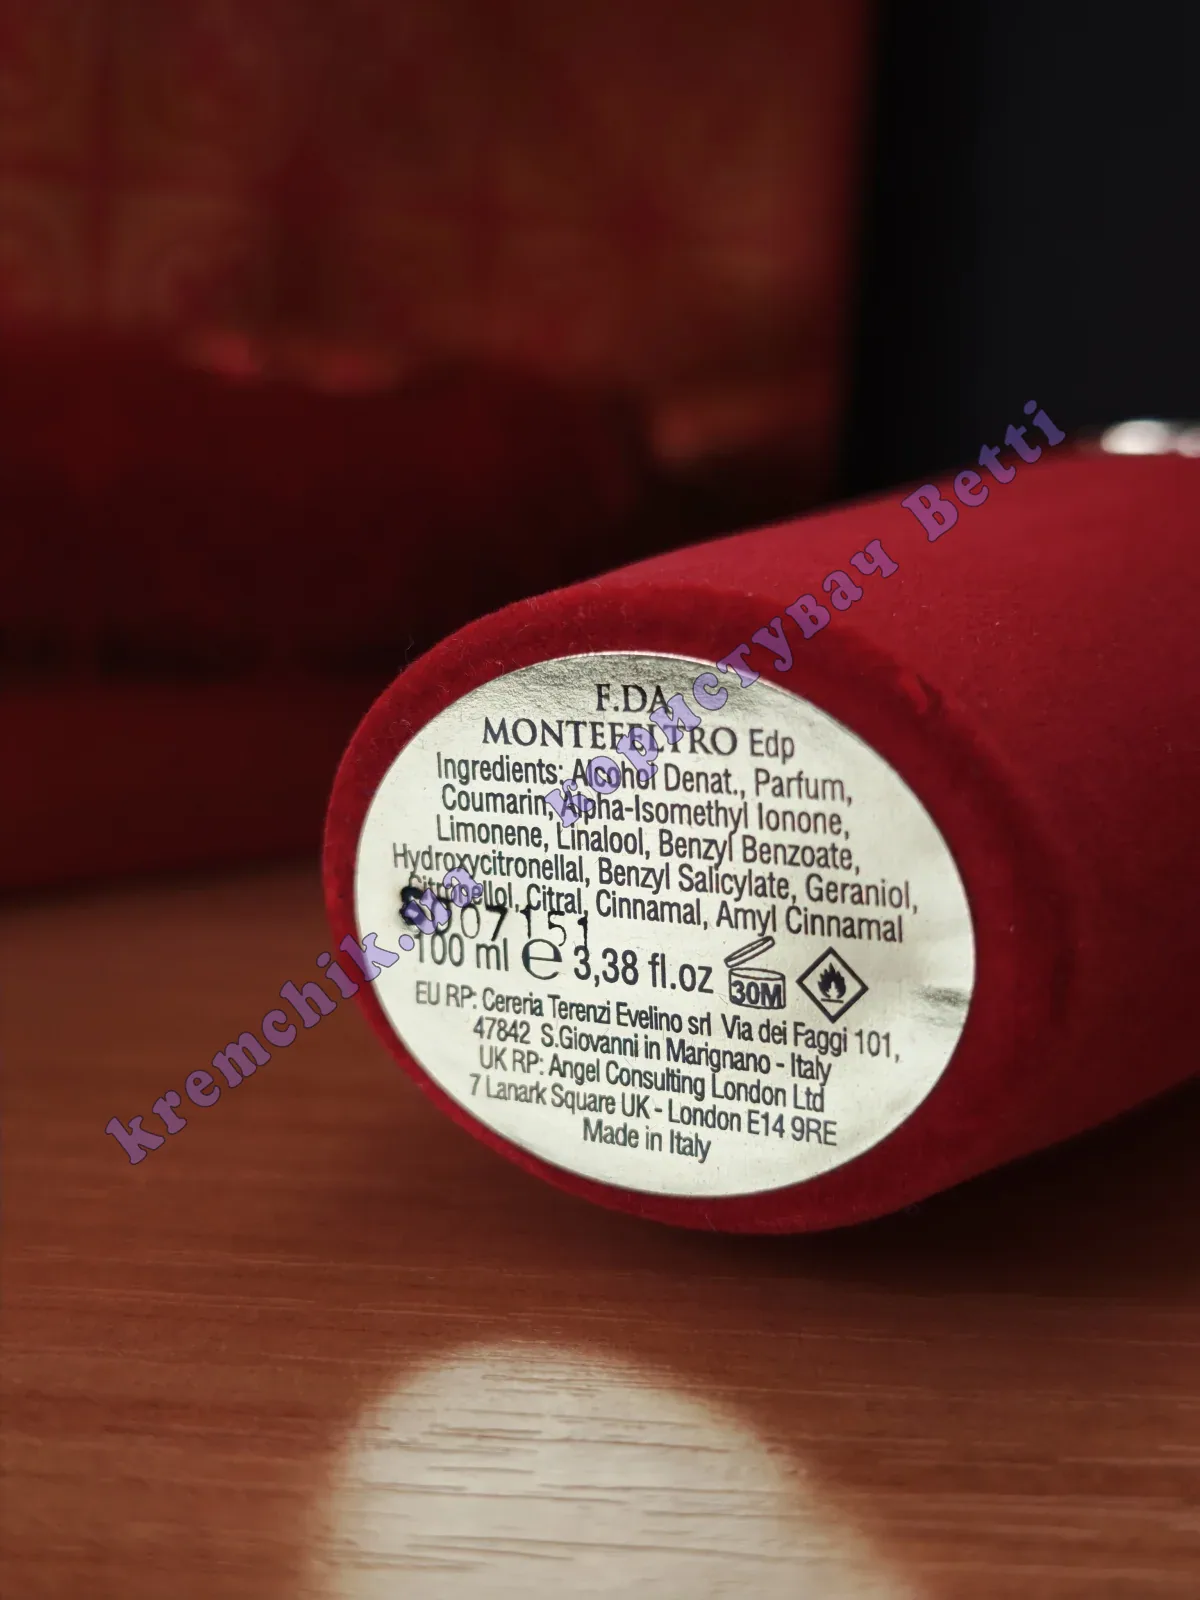 F.DA
MONTEFELTRO Edp
Ingredients: Alcohol Denat., Parfum,
Coumarin, Alpha-Isomethyl Ionone,
Limonene, Linalool, Benzyl Benzoate,
Hydroxycitronellal, Benzyl Salicylate, Geraniol,
Citronellol, Citral, Cinnamal, Amyl Cinnamal
007151
100 ml e 3,38 fl.oz 30M
EU RP: Cereria Terenzi Evelino srl Via dei Faggi 101,
47842 S.Giovanni in Marignano - Italy
UK RP: Angel Consulting London Ltd
7 Lanark Square UK - London E14 9RE
Made in Italy
kremchik.ua користувач Betti